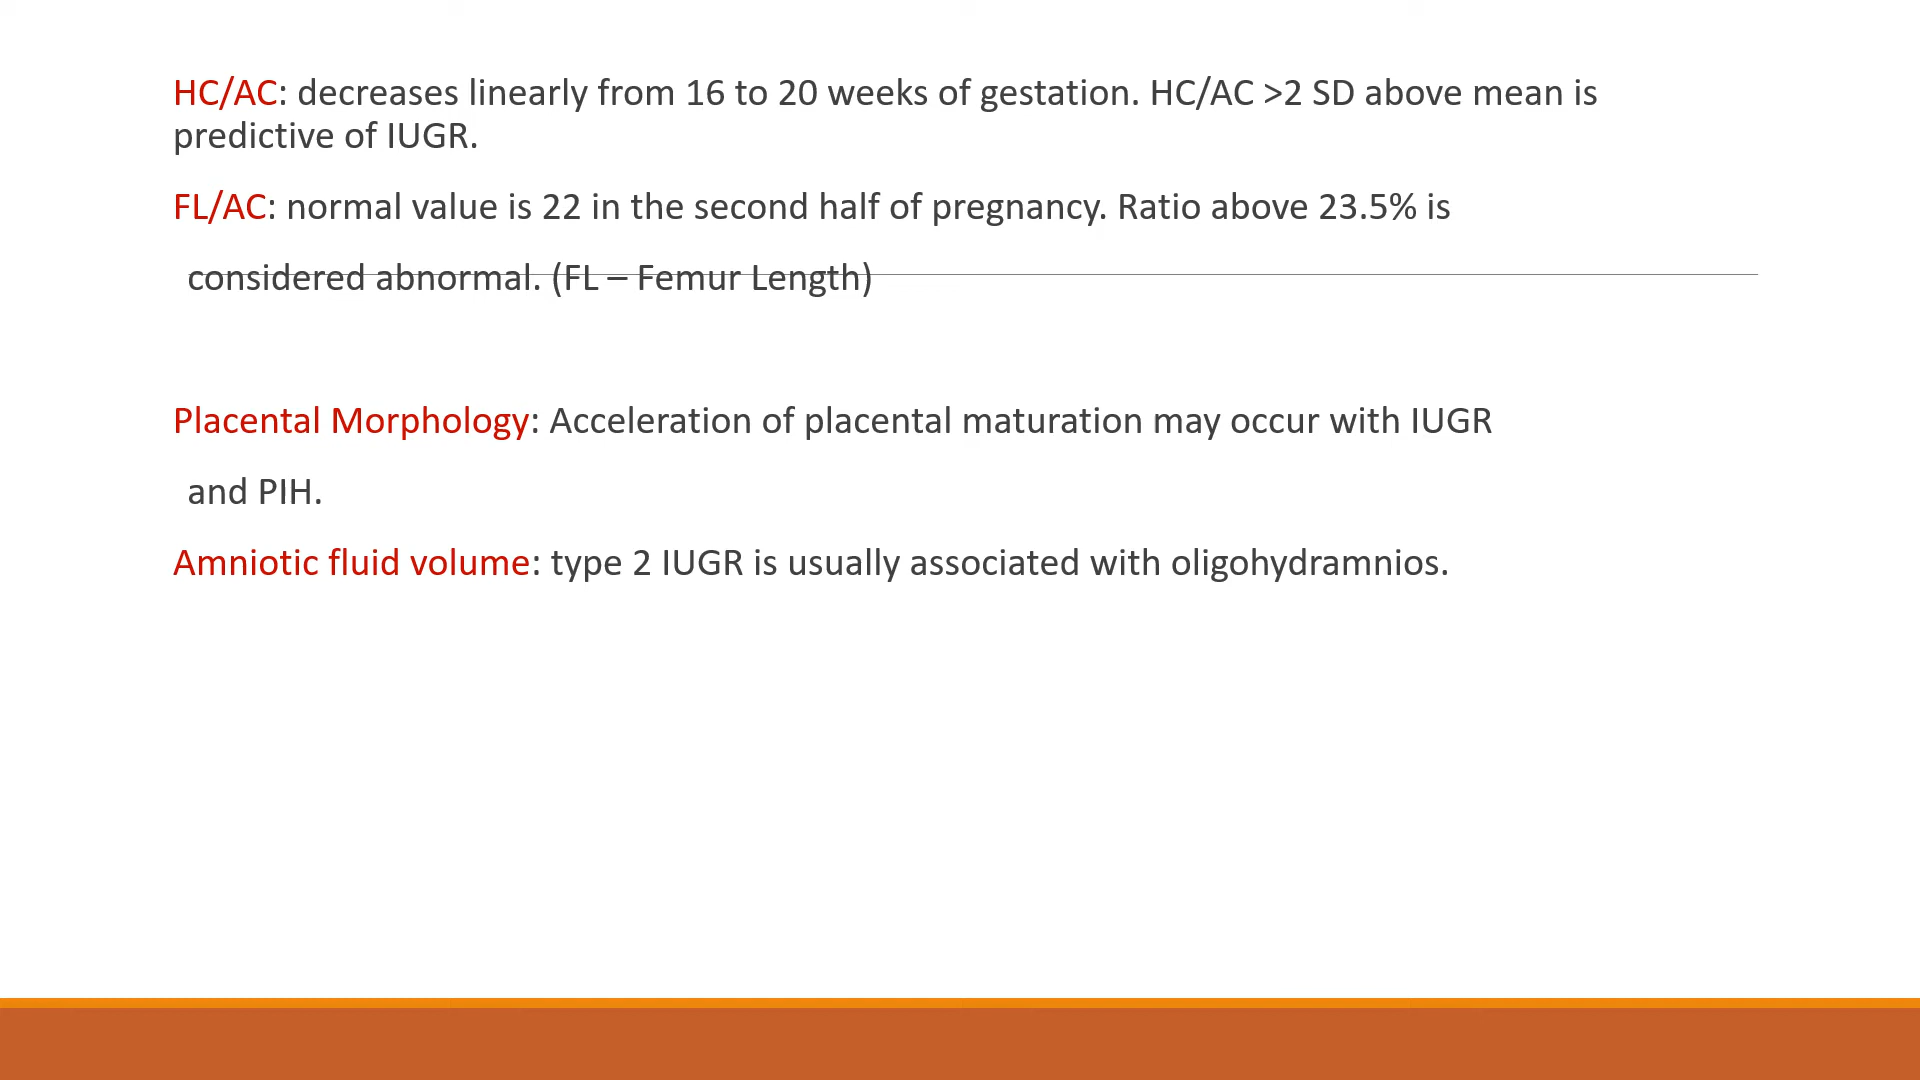 HC/AC: decreases linearly from 16 to 20 weeks of gestation. HC/AC >2 SD above mean is
predictive of IUGR.
FL/AC: normal value is 22 in the second half of pregnancy. Ratio above 23.5% is
considered abnormal. (FL – Femur Length)
Placental Morphology: Acceleration of placental maturation may occur with IUGR
and PIH.
Amniotic fluid volume: type 2 IUGR is usually associated with oligohydramnios.